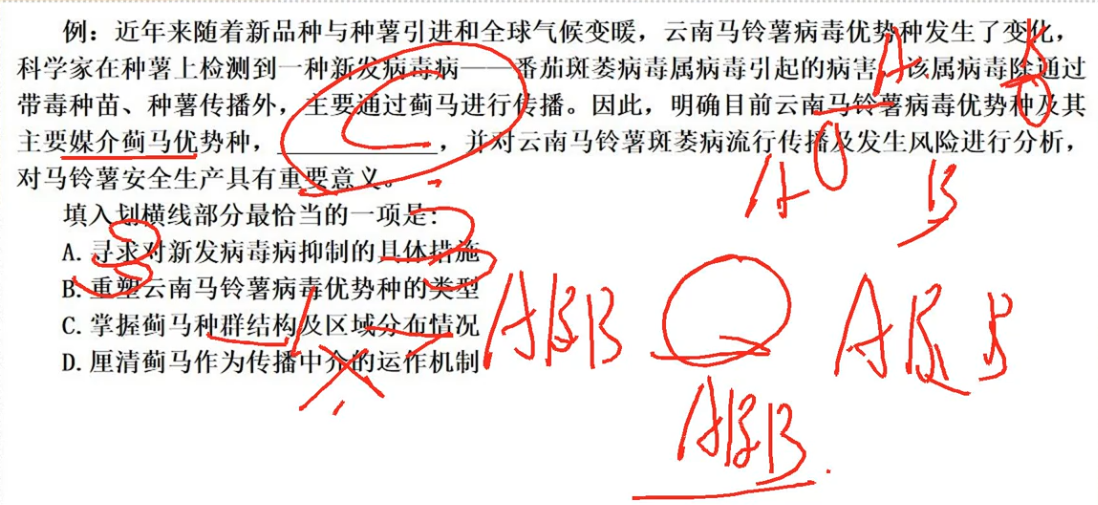 例：近年来随着新品种与种薯引进和全球气候变暖，云南马铃薯病毒优势种发生了变化，
科学家在种薯上检测到一种新发病毒病——番茄斑萎病毒属病毒引起的病害。该属病毒除通过
带毒种苗、种薯传播外，主要通过蓟马进行传播。因此，明确目前云南马铃薯病毒优势种及其
主要媒介蓟马优势种，____________，并对云南马铃薯斑萎病流行传播及发生风险进行分析，
对马铃薯安全生产具有重要意义。
填入划横线部分最恰当的一项是：
A. 寻求对新发病毒病抑制的具体措施
B. 重塑云南马铃薯病毒优势种的类型
C. 掌握蓟马种群结构及区域分布情况
D. 厘清蓟马作为传播中介的运作机制
A
A
B
ABB
ABB
ABB